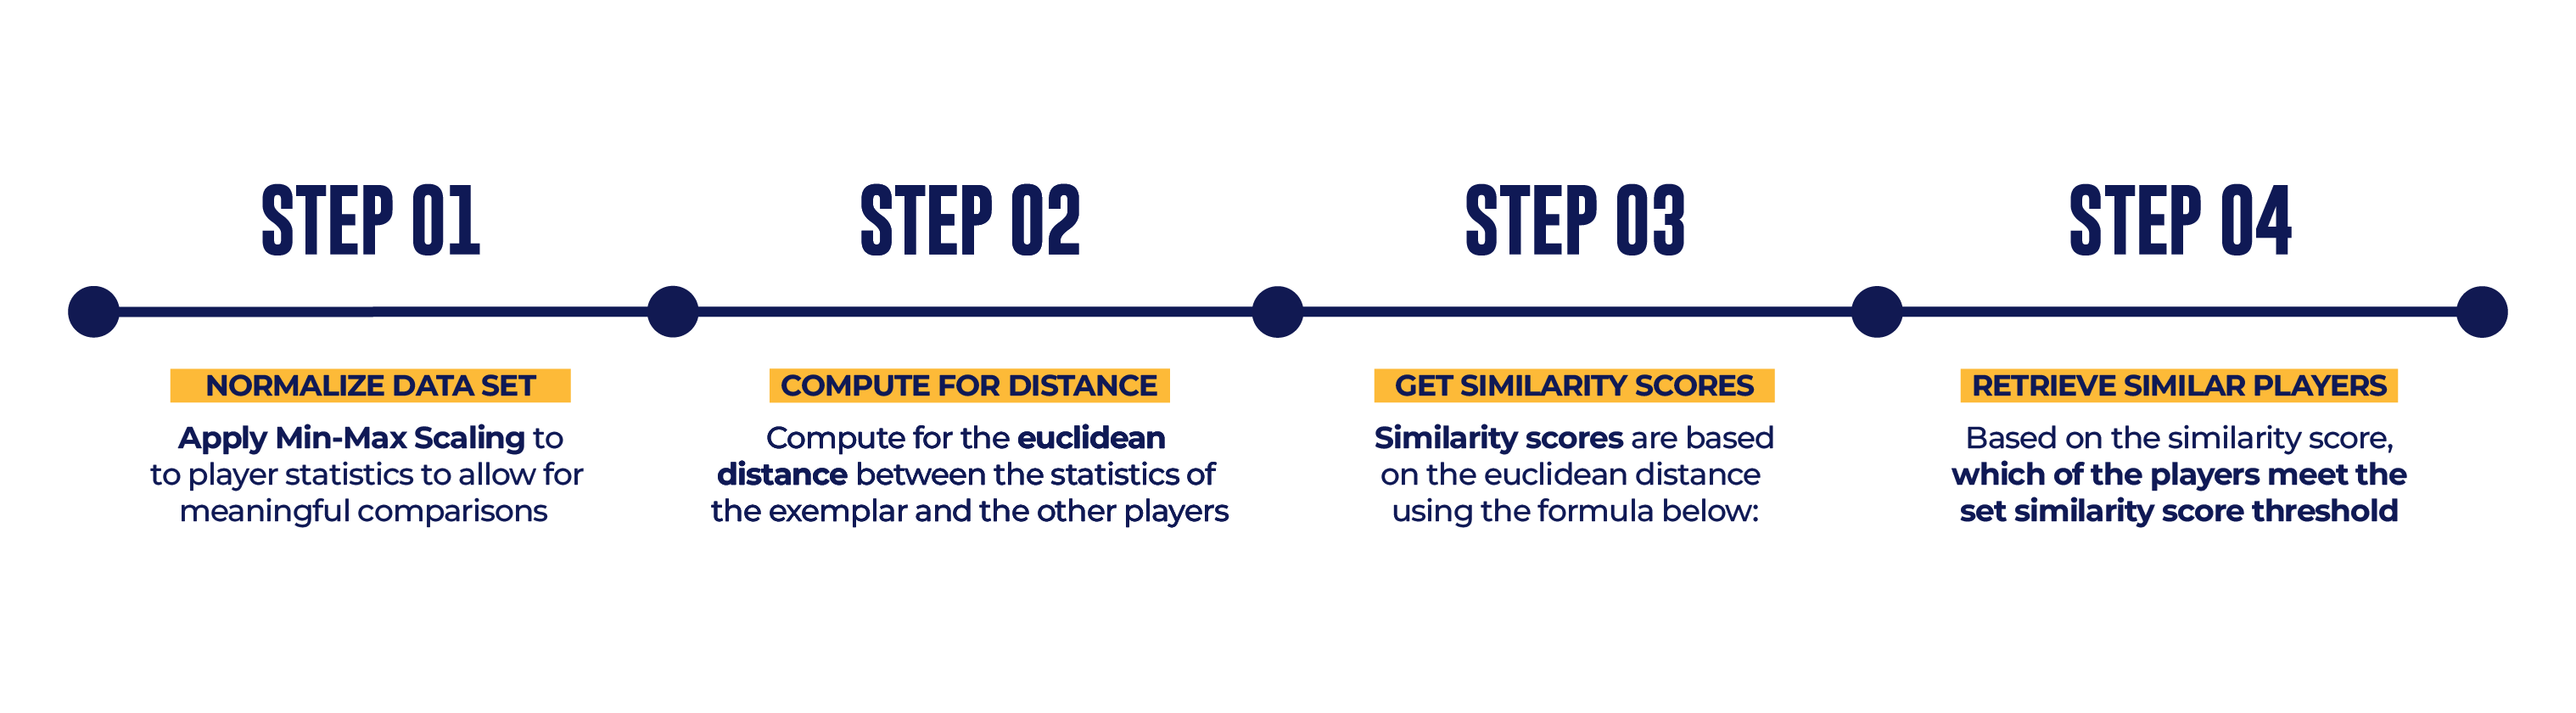 STEP 01
NORMALIZE DATA SET
Apply Min-Max Scaling to
to player statistics to allow for
meaningful comparisons
STEP 02
COMPUTE FOR DISTANCE
Compute for the euclidean
distance between the statistics of
the exemplar and the other players
STEP 03
GET SIMILARITY SCORES
Similarity scores are based
on the euclidean distance
using the formula below:
STEP 04
RETRIEVE SIMILAR PLAYERS
Based on the similarity score,
which of the players meet the
set similarity score threshold